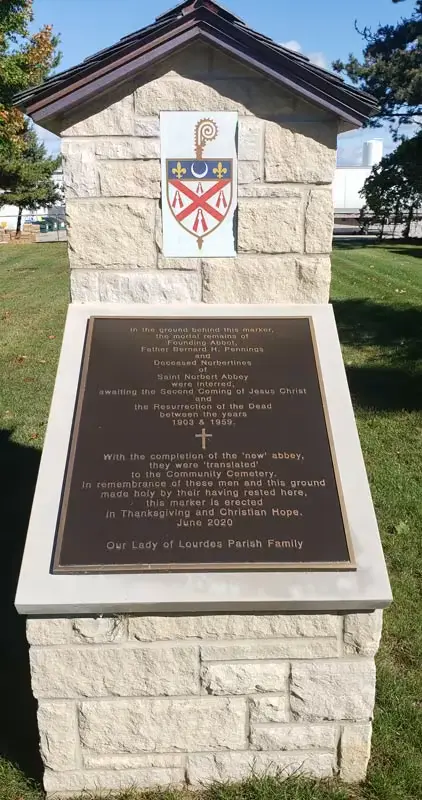 In the ground behind this marker,
the mortal remains of
Founding Abbot,
Father Bernard H. Pennings
and
Deceased Norbertines
of
Saint Norbert Abbey
were interred,
awaiting the Second Coming of Jesus Christ
and
the Resurrection of the Dead
between the years
1903 & 1959.
With the completion of the 'new' abbey,
they were 'translated'
to the Community Cemetery.
In remembrance of these men and this ground
made holy by their having rested here,
this marker is erected
in Thanksgiving and Christian Hope.
June 2020
Our Lady of Lourdes Parish Family